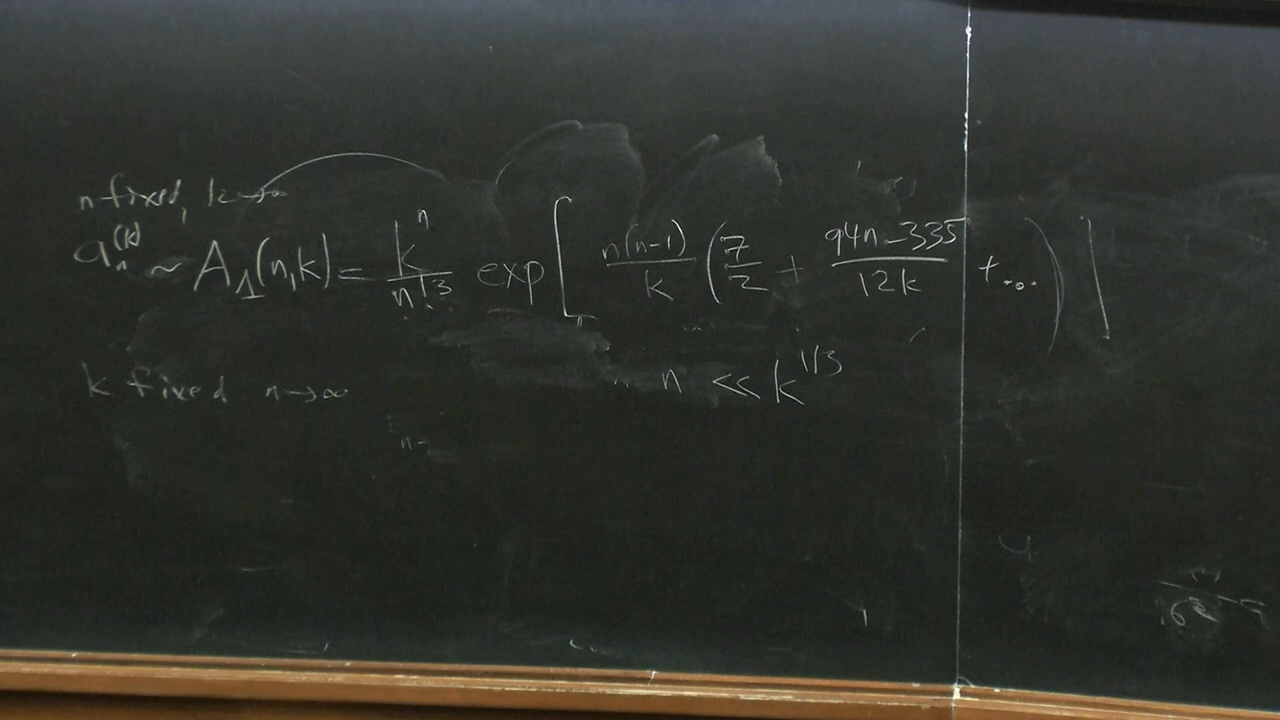 n fixed, k→∞
a_n^{(k)} ~ A_1(n,k) = k^n / n!^3 exp[ n(n-1)/k ( 7/2 + (94n-335)/12k + ... ) ]
n << k^{1/3}
k fixed n→∞
n=